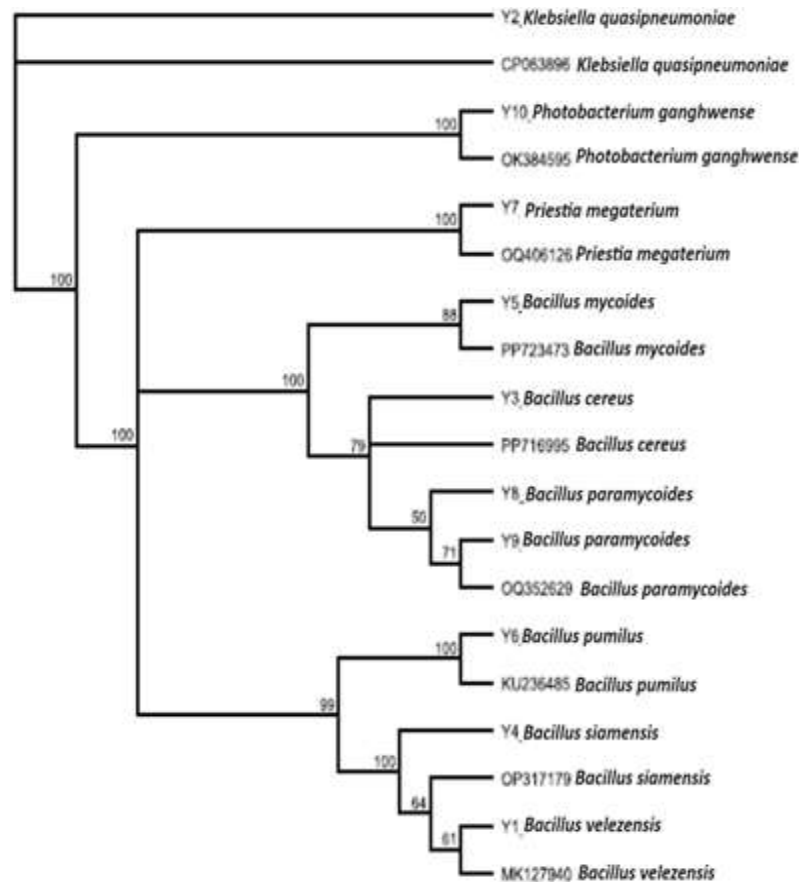 Y2 Klebsiella quasipneumoniae
CP063896 Klebsiella quasipneumoniae
Y10 Photobacterium ganghwense
100
OK384595 Photobacterium ganghwense
Y7 Priestia megaterium
100
OQ406126 Priestia megaterium
100
Y5 Bacillus mycoides
88
PP723473 Bacillus mycoides
100
Y3 Bacillus cereus
100
79
PP716995 Bacillus cereus
Y8 Bacillus paramycoides
50
Y9 Bacillus paramycoides
71
OQ352629 Bacillus paramycoides
Y6 Bacillus pumilus
100
KU236485 Bacillus pumilus
99
Y4 Bacillus siamensis
100
OP317179 Bacillus siamensis
64
Y1 Bacillus velezensis
61
MK127940 Bacillus velezensis